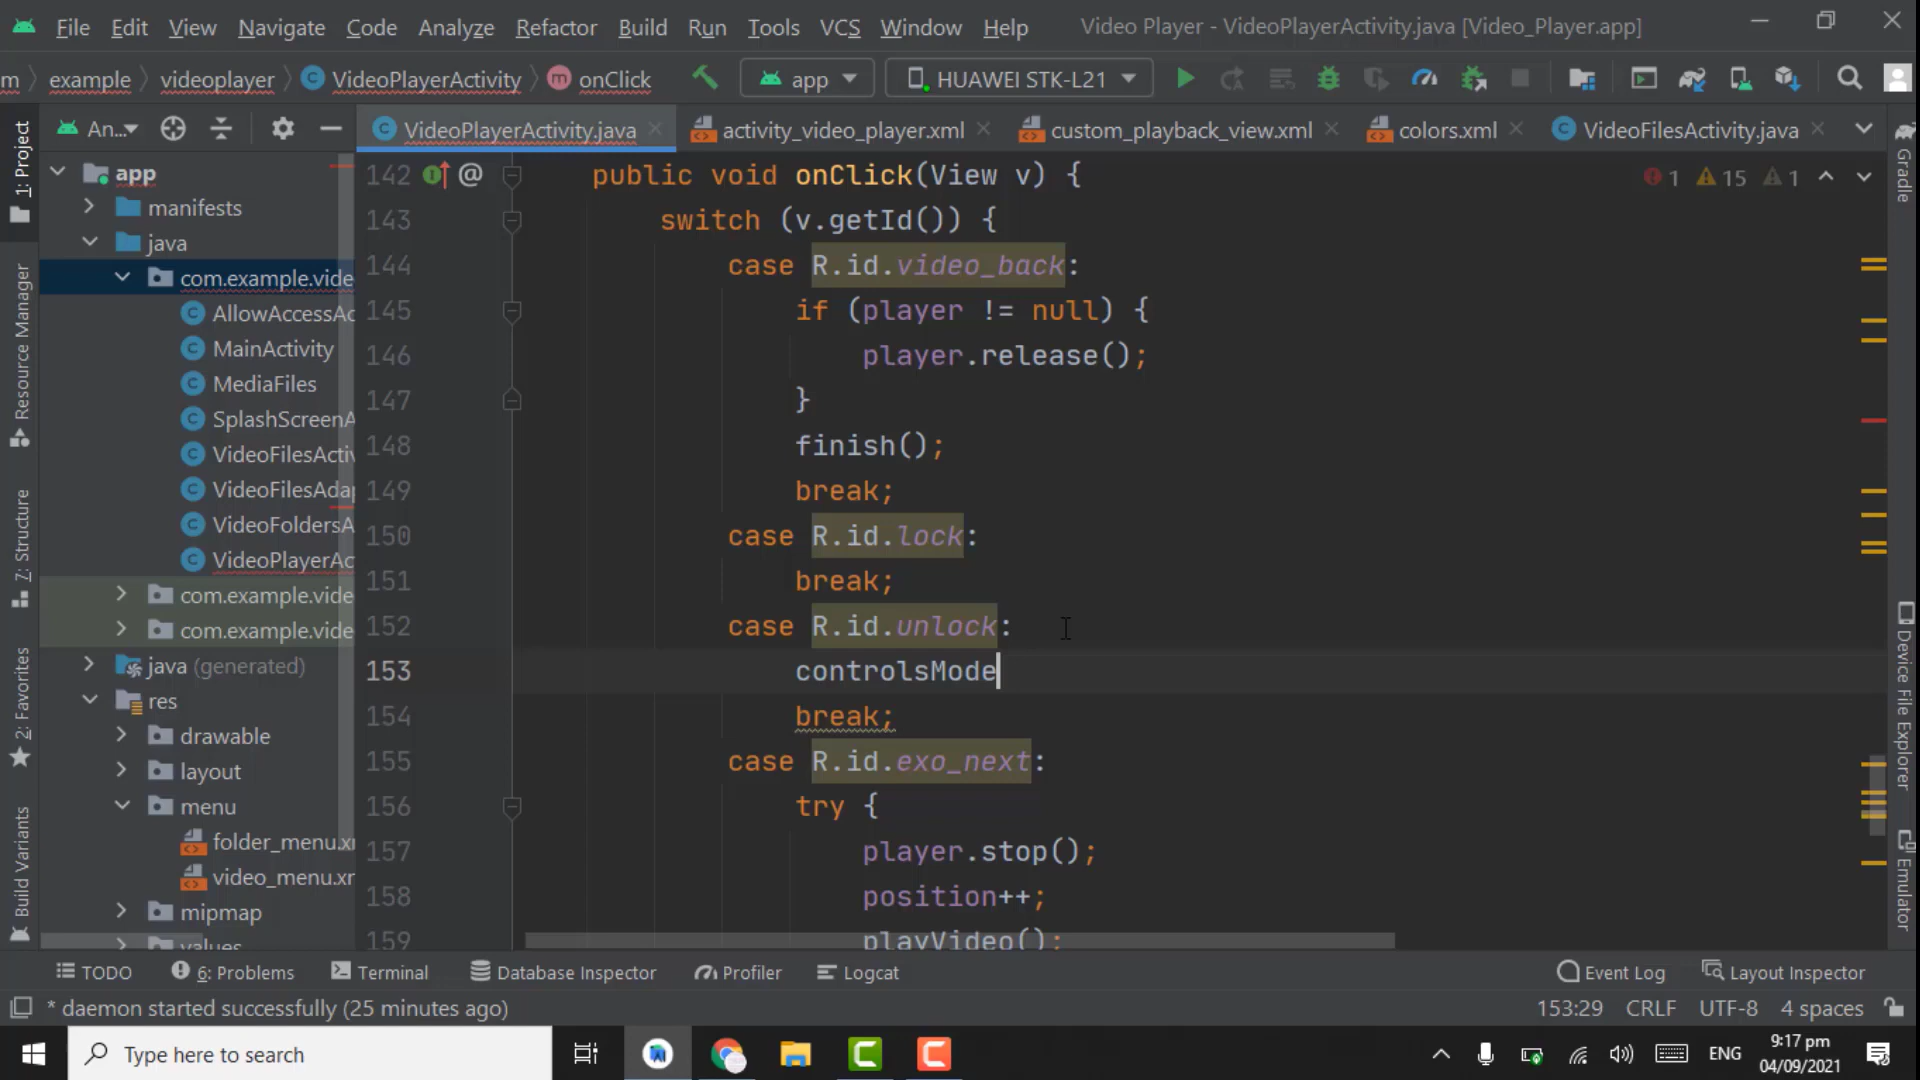 File Edit View Navigate Code Analyze Refactor Build Run Tools VCS Window Help Video Player - VideoPlayerActivity.java [Video_Player.app]
m example videoplayer VideoPlayerActivity onClick app HUAWEI STK-L21
An... VideoPlayerActivity.java activity_video_player.xml custom_playback_view.xml colors.xml VideoFilesActivity.java
1: Project
Resource Manager
7: Structure
2: Favorites
Build Variants
app
manifests
java
com.example.vide
AllowAccessAc
MainActivity
MediaFiles
SplashScreenA
VideoFilesActiv
VideoFilesAdap
VideoFoldersA
VideoPlayerAc
com.example.vide
com.example.vide
java (generated)
res
drawable
layout
menu
folder_menu.xr
video_menu.xr
mipmap
values
142 @ public void onClick(View v) {
143 switch (v.getId()) {
144 case R.id.video_back:
145 if (player != null) {
146 player.release();
147 }
148 finish();
149 break;
150 case R.id.lock:
151 break;
152 case R.id.unlock:
153 controlsMode
154 break;
155 case R.id.exo_next:
156 try {
157 player.stop();
158 position++;
159 playVideo();
1 15 1
Gradle
Device File Explorer
Emulator
TODO 6: Problems Terminal Database Inspector Profiler Logcat Event Log Layout Inspector
* daemon started successfully (25 minutes ago) 153:29 CRLF UTF-8 4 spaces
Type here to search ENG 9:17 pm
04/09/2021